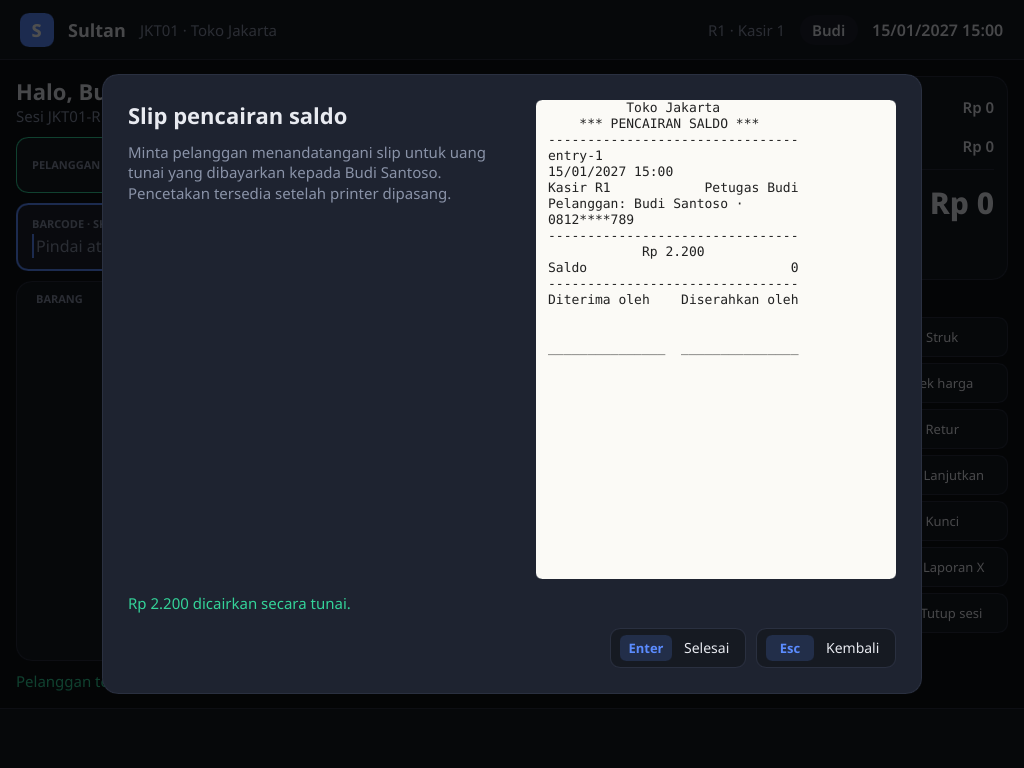 S Sultan JKT01 · Toko Jakarta R1 · Kasir 1 Budi 15/01/2027 15:00
Halo,
Sesi
PELANGGAN
BARCODE
Pindai
BARANG
Pelanggan
Rp 0
Rp 0
Rp 0
Struk
harga
Retur
Lanjutkan
Kunci
Laporan X
Tutup sesi
Slip pencairan saldo
Minta pelanggan menandatangani slip untuk uang
tunai yang dibayarkan kepada Budi Santoso.
Pencetakan tersedia setelah printer dipasang.
Toko Jakarta
*** PENCAIRAN SALDO ***
--------------------------------
entry-1
15/01/2027 15:00
Kasir R1 Petugas Budi
Pelanggan: Budi Santoso ·
0812****789
--------------------------------
Rp 2.200
Saldo 0
--------------------------------
Diterima oleh Diserahkan oleh
_______________ _______________
Rp 2.200 dicairkan secara tunai.
Enter Selesai Esc Kembali